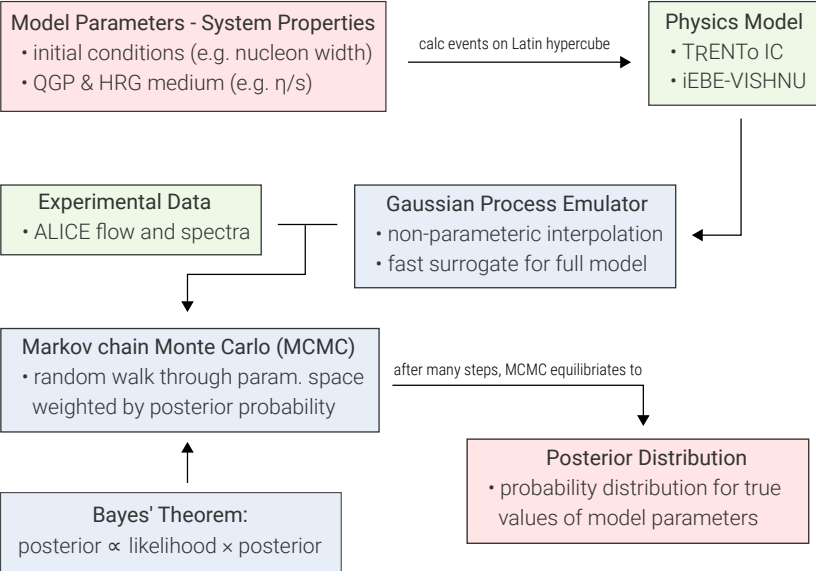 Model Parameters - System Properties
• initial conditions (e.g. nucleon width)
• QGP & HRG medium (e.g. η/s)
calc events on Latin hypercube
Physics Model
• TRENTo IC
• iEBE-VISHNU
Experimental Data
• ALICE flow and spectra
Gaussian Process Emulator
• non-parameteric interpolation
• fast surrogate for full model
Markov chain Monte Carlo (MCMC)
• random walk through param. space
weighted by posterior probability
after many steps, MCMC equilibriates to
Posterior Distribution
• probability distribution for true
values of model parameters
Bayes' Theorem:
posterior ∝ likelihood × posterior